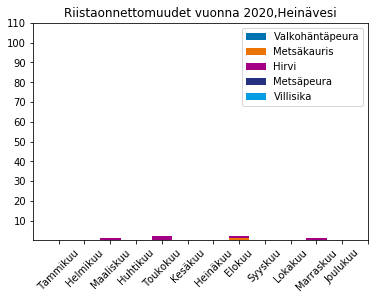 Riistaonnettomuudet vuonna 2020,Heinävesi
110
100
90
80
70
60
50
40
30
20
10
Valkohäntäpeura
Metsäkauris
Hirvi
Metsäpeura
Villisika
Tammikuu
Helmikuu
Maaliskuu
Huhtikuu
Toukokuu
Kesäkuu
Heinäkuu
Elokuu
Syyskuu
Lokakuu
Marraskuu
Joulukuu